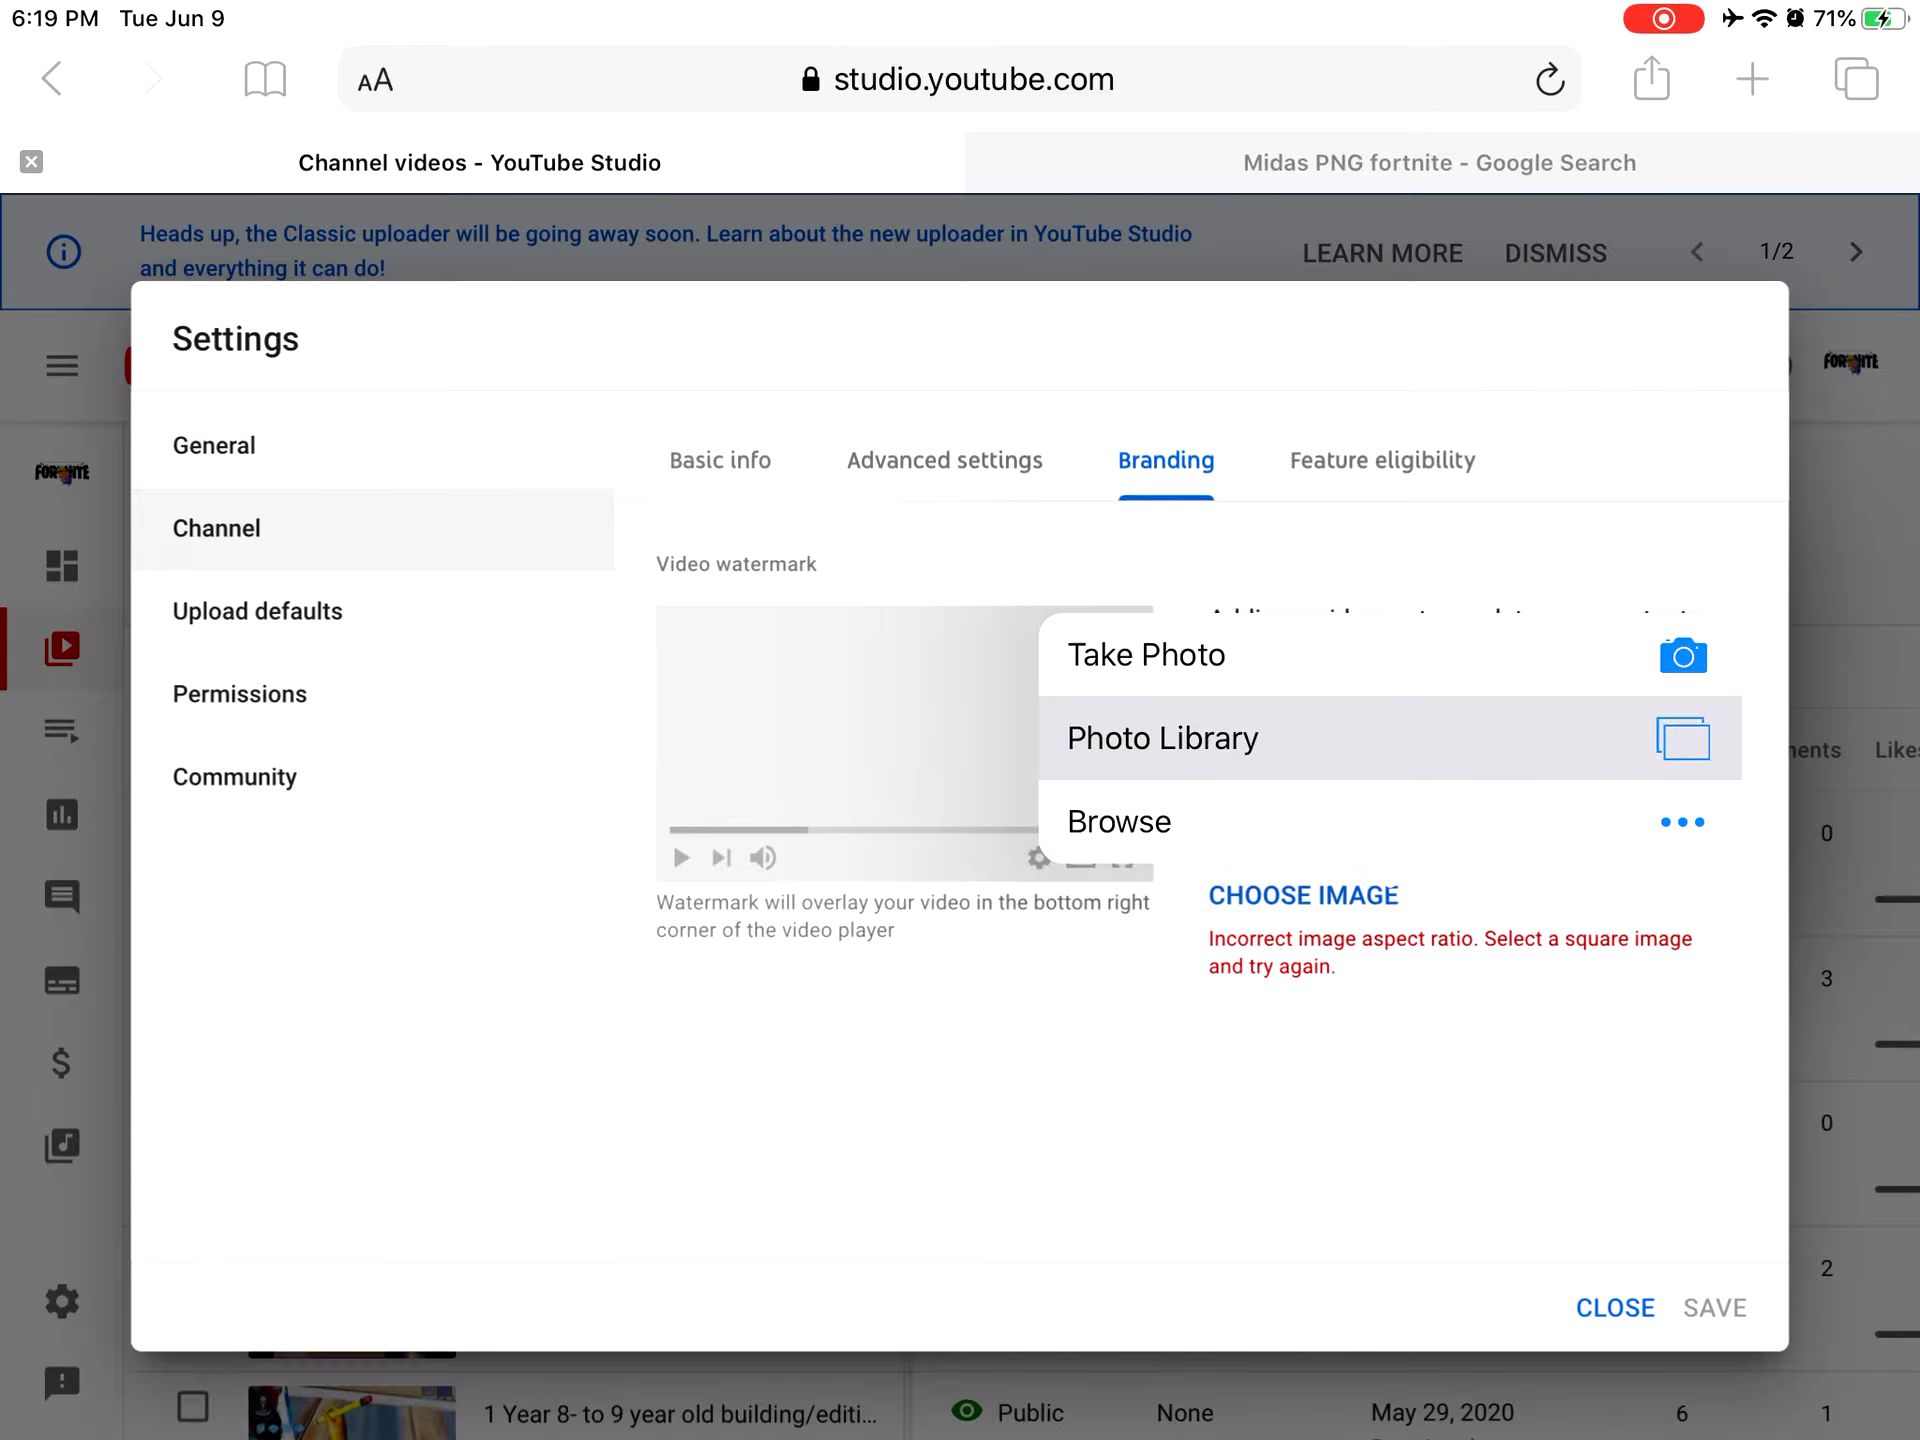 6:19 PM Tue Jun 9
71%
AA
studio.youtube.com
Channel videos - YouTube Studio
Midas PNG fortnite - Google Search
Heads up, the Classic uploader will be going away soon. Learn about the new uploader in YouTube Studio
and everything it can do!
LEARN MORE
DISMISS
1/2
Settings
General
Channel
Upload defaults
Permissions
Community
Basic info
Advanced settings
Branding
Feature eligibility
Video watermark
Take Photo
Photo Library
Browse
Watermark will overlay your video in the bottom right
corner of the video player
CHOOSE IMAGE
Incorrect image aspect ratio. Select a square image
and try again.
0
3
0
2
CLOSE
SAVE
1 Year 8- to 9 year old building/editi...
Public
None
May 29, 2020
6
1